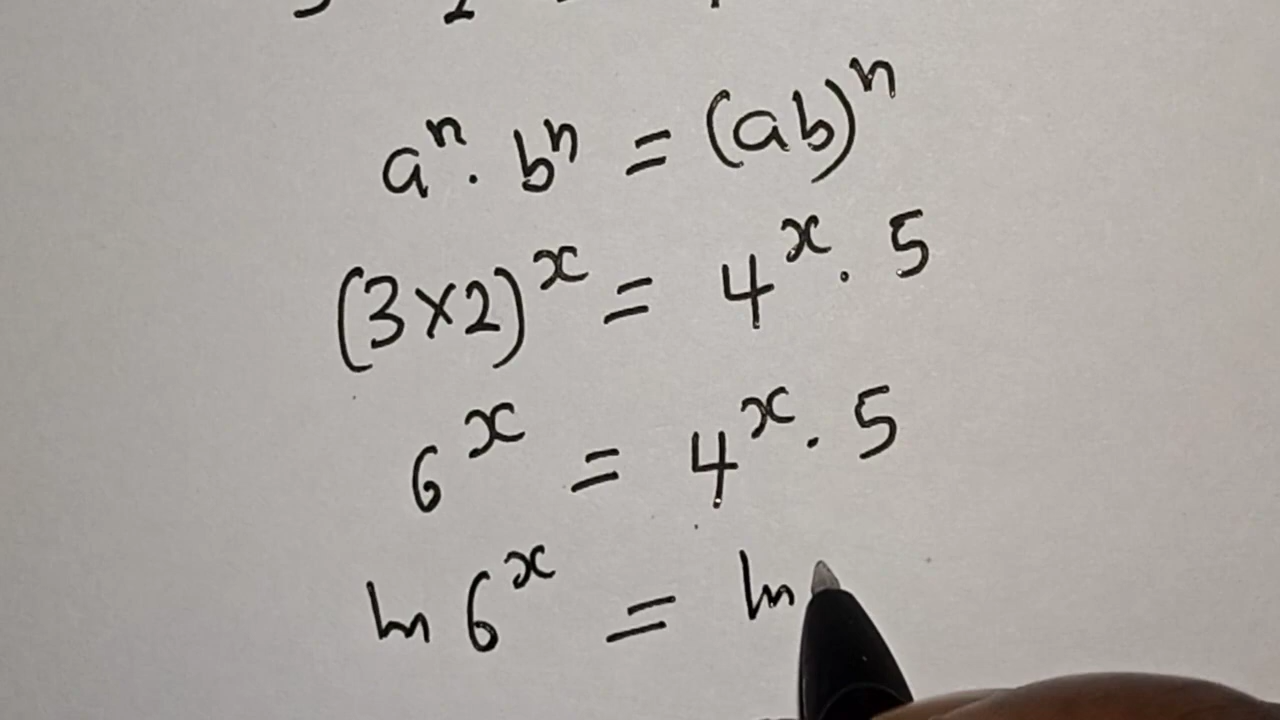 aⁿ · bⁿ = (ab)ⁿ
(3×2)ˣ = 4ˣ · 5
6ˣ = 4ˣ · 5
ln 6ˣ = ln